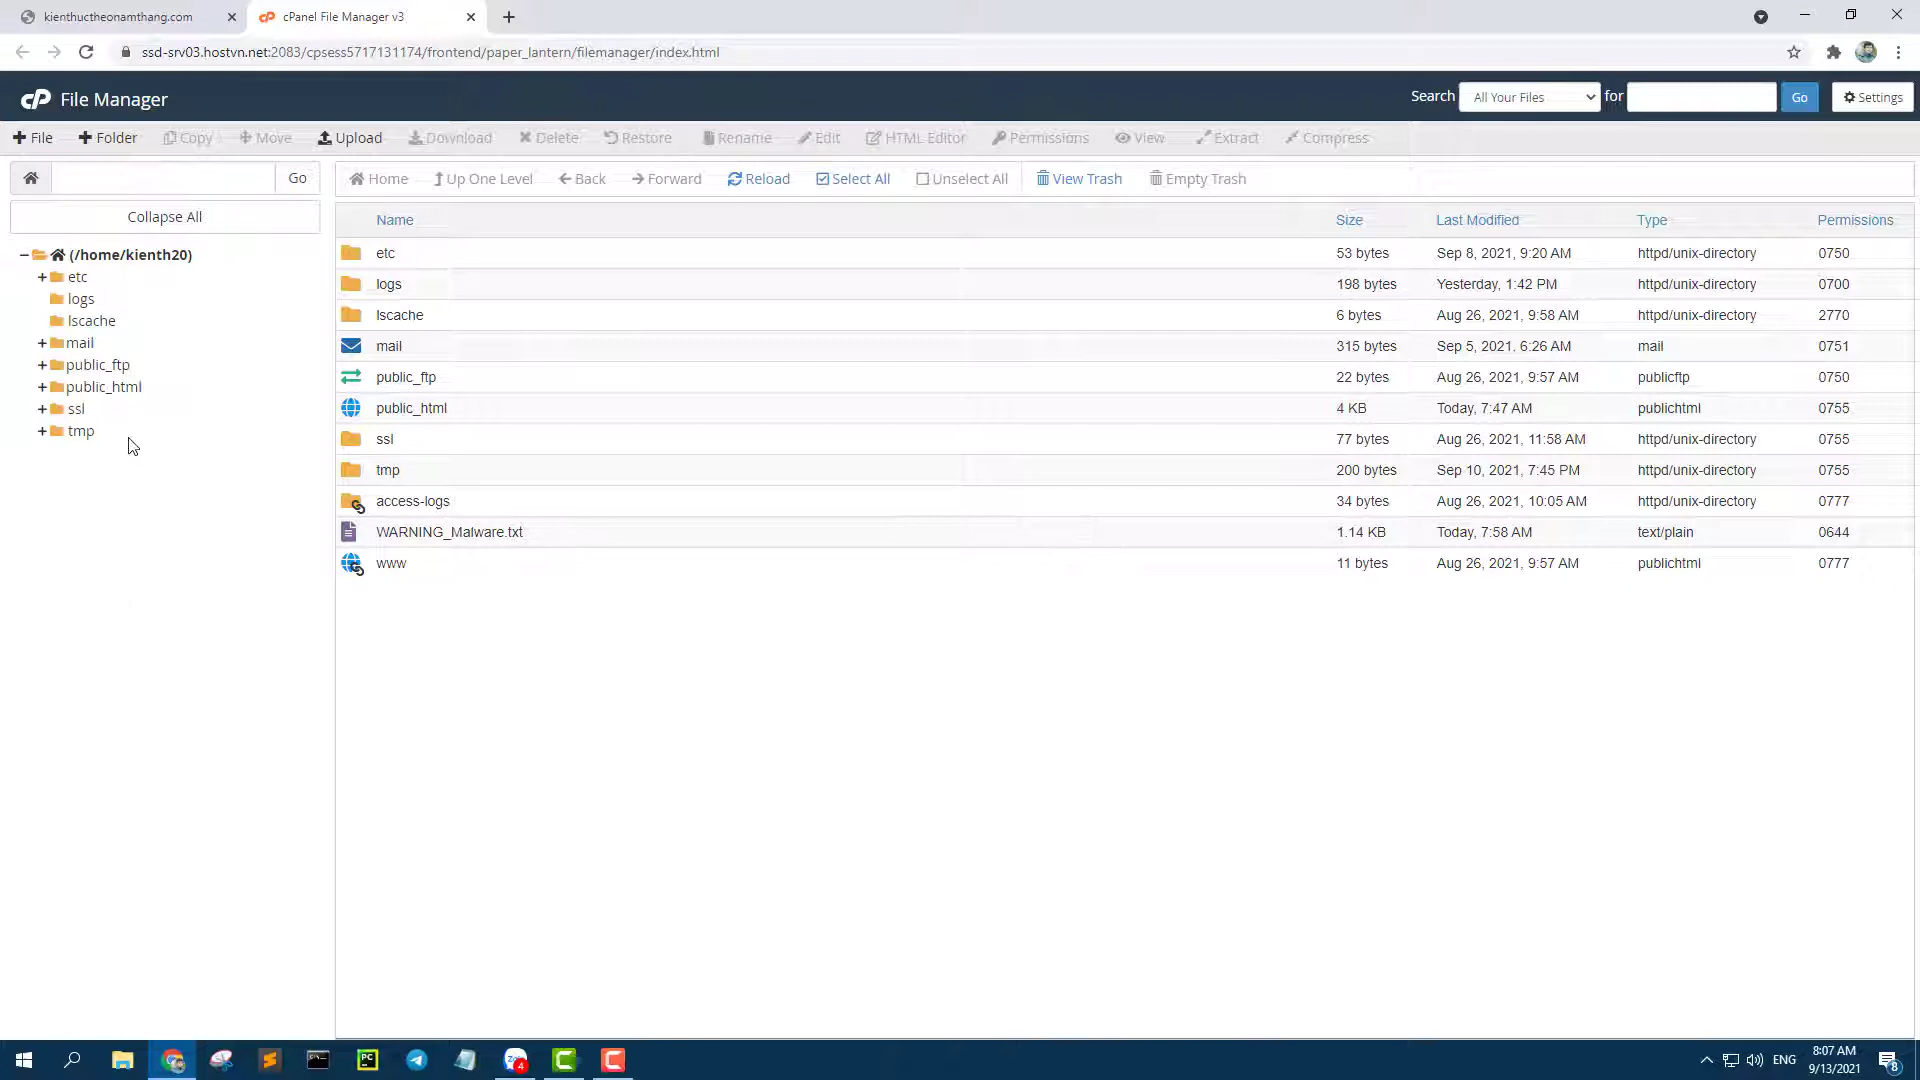 kienthuctheonamthang.com
cPanel File Manager v3
ssd-srv03.hostvn.net:2083/cpsess5717131174/frontend/paper_lantern/filemanager/index.html
cP File Manager
Search All Your Files for Go Settings
File Folder Copy Move Upload Download Delete Restore Rename Edit HTML Editor Permissions View Extract Compress
Go
Home Up One Level Back Forward Reload Select All Unselect All View Trash Empty Trash
Collapse All
(/home/kienth20)
etc
logs
lscache
mail
public_ftp
public_html
ssl
tmp
Name Size Last Modified Type Permissions
etc 53 bytes Sep 8, 2021, 9:20 AM httpd/unix-directory 0750
logs 198 bytes Yesterday, 1:42 PM httpd/unix-directory 0700
lscache 6 bytes Aug 26, 2021, 9:58 AM httpd/unix-directory 2770
mail 315 bytes Sep 5, 2021, 6:26 AM mail 0751
public_ftp 22 bytes Aug 26, 2021, 9:57 AM publicftp 0750
public_html 4 KB Today, 7:47 AM publichtml 0755
ssl 77 bytes Aug 26, 2021, 11:58 AM httpd/unix-directory 0755
tmp 200 bytes Sep 10, 2021, 7:45 PM httpd/unix-directory 0755
access-logs 34 bytes Aug 26, 2021, 10:05 AM httpd/unix-directory 0777
WARNING_Malware.txt 1.14 KB Today, 7:58 AM text/plain 0644
www 11 bytes Aug 26, 2021, 9:57 AM publichtml 0777
PC
4
ENG
8:07 AM
9/13/2021
8